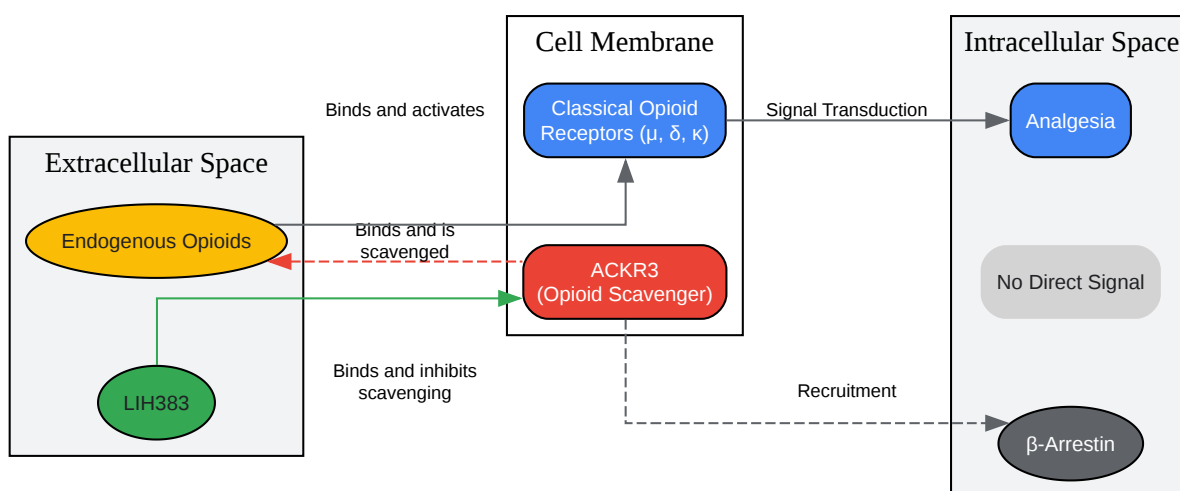 Cell Membrane
Intracellular Space
Extracellular Space
Binds and activates
Classical Opioid
Receptors (μ, δ, κ)
Signal Transduction
Analgesia
Endogenous Opioids
Binds and is
scavenged
ACKR3
(Opioid Scavenger)
No Direct Signal
Binds and inhibits
scavenging
LIH383
Recruitment
β-Arrestin